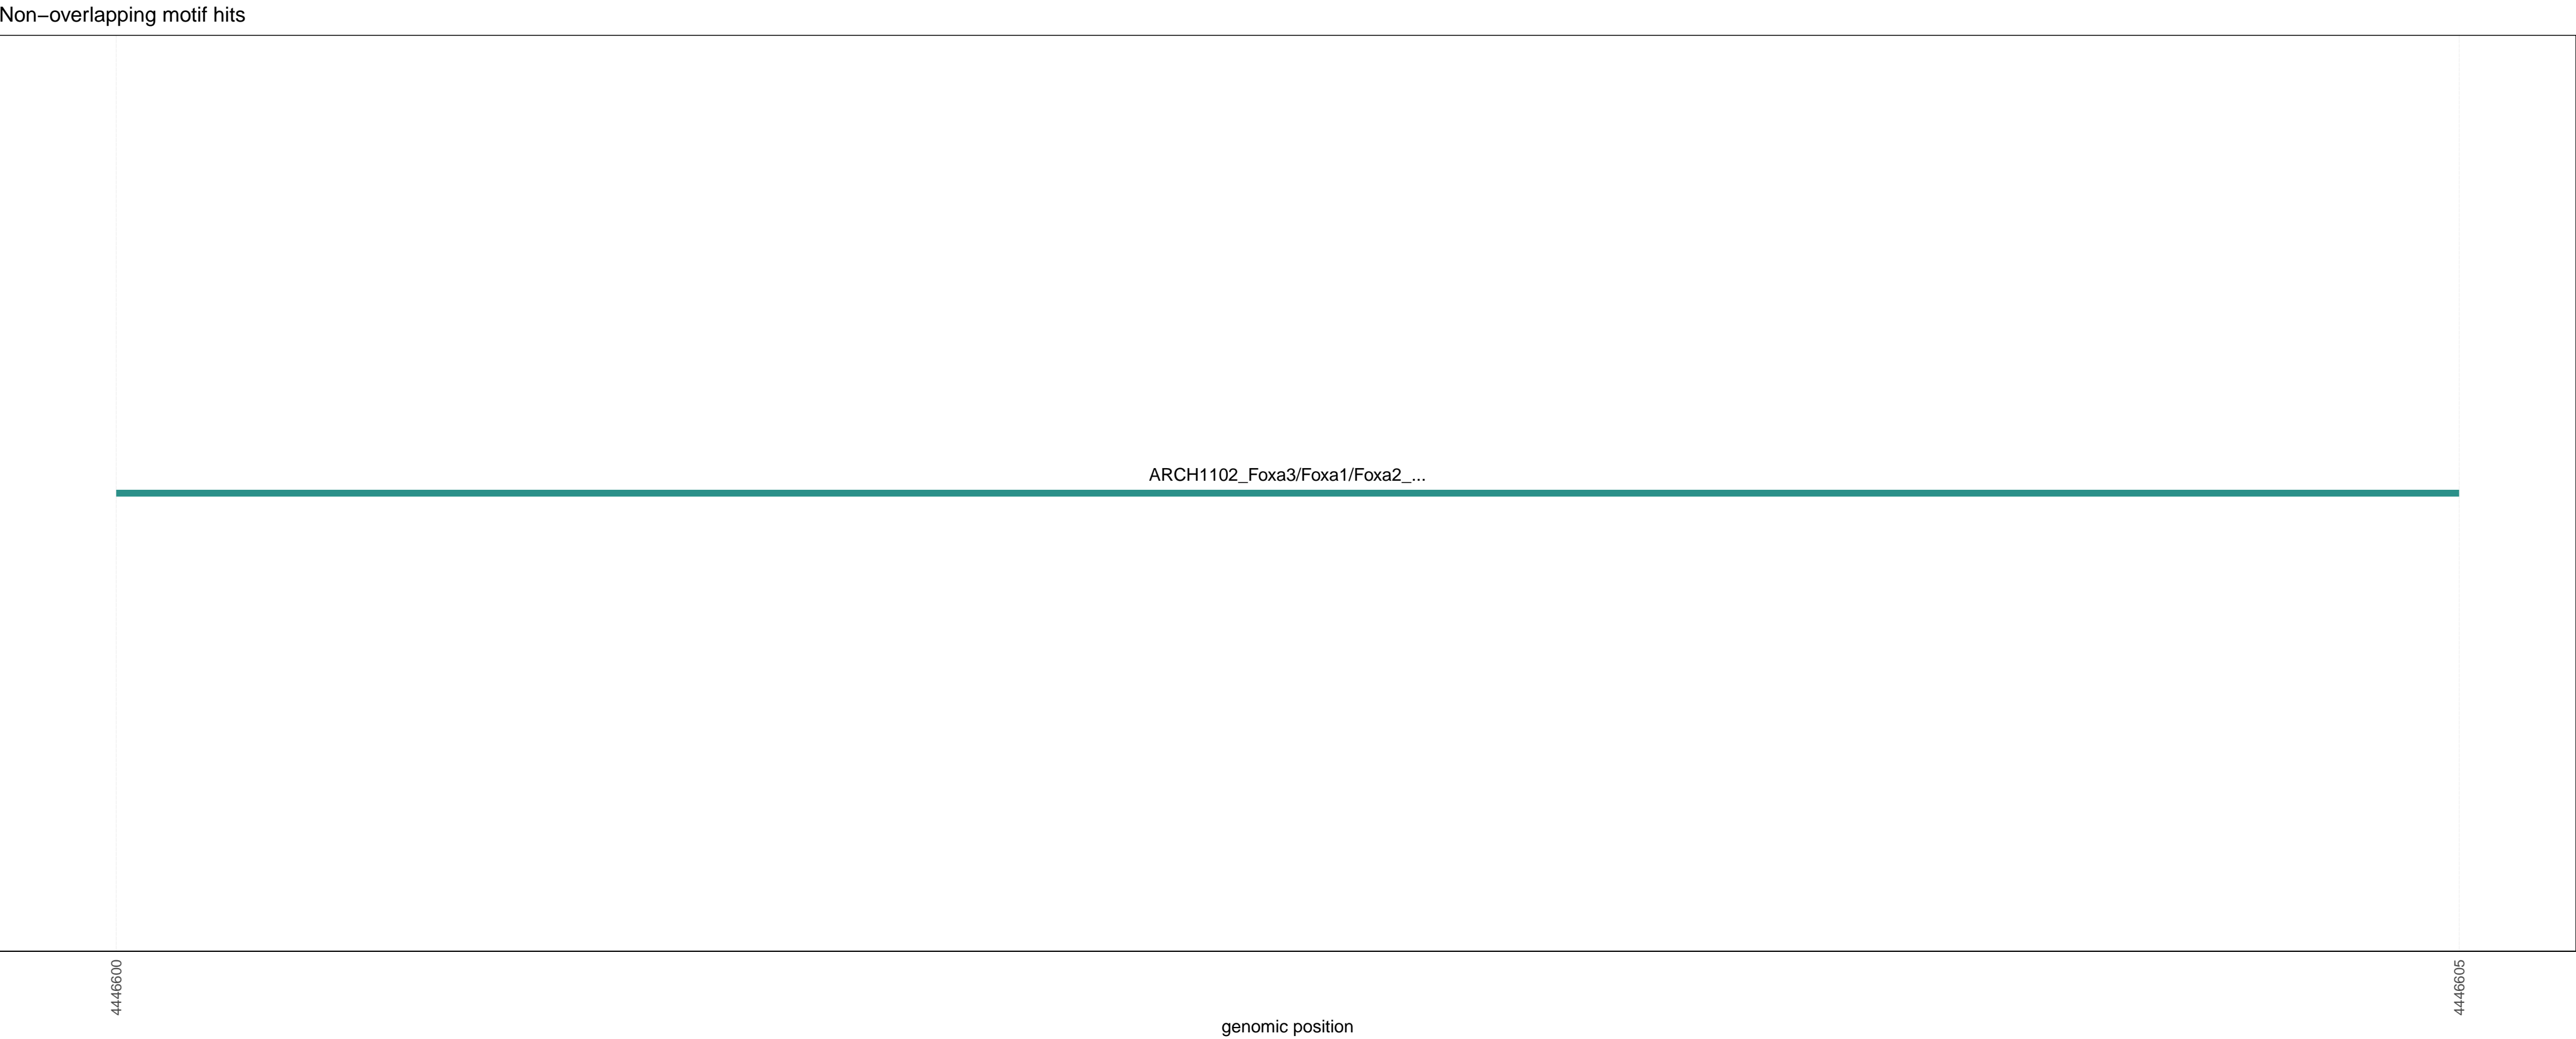 Non−overlapping motif hits
ARCH1102_Foxa3/Foxa1/Foxa2_...
4446600
4446605
genomic position